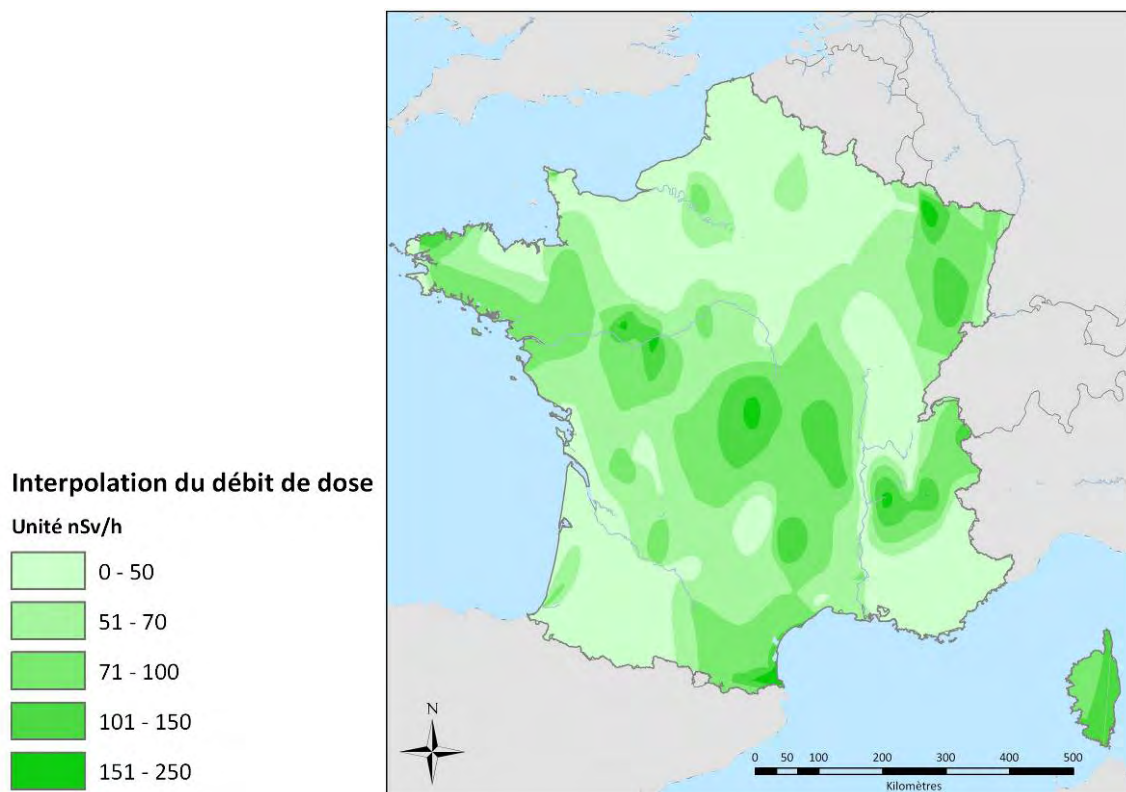 Interpolation du débit de dose
Unité nSv/h
0 - 50
51 - 70
71 - 100
101 - 150
151 - 250
N
0 50 100 200 300 400 500
Kilomètres